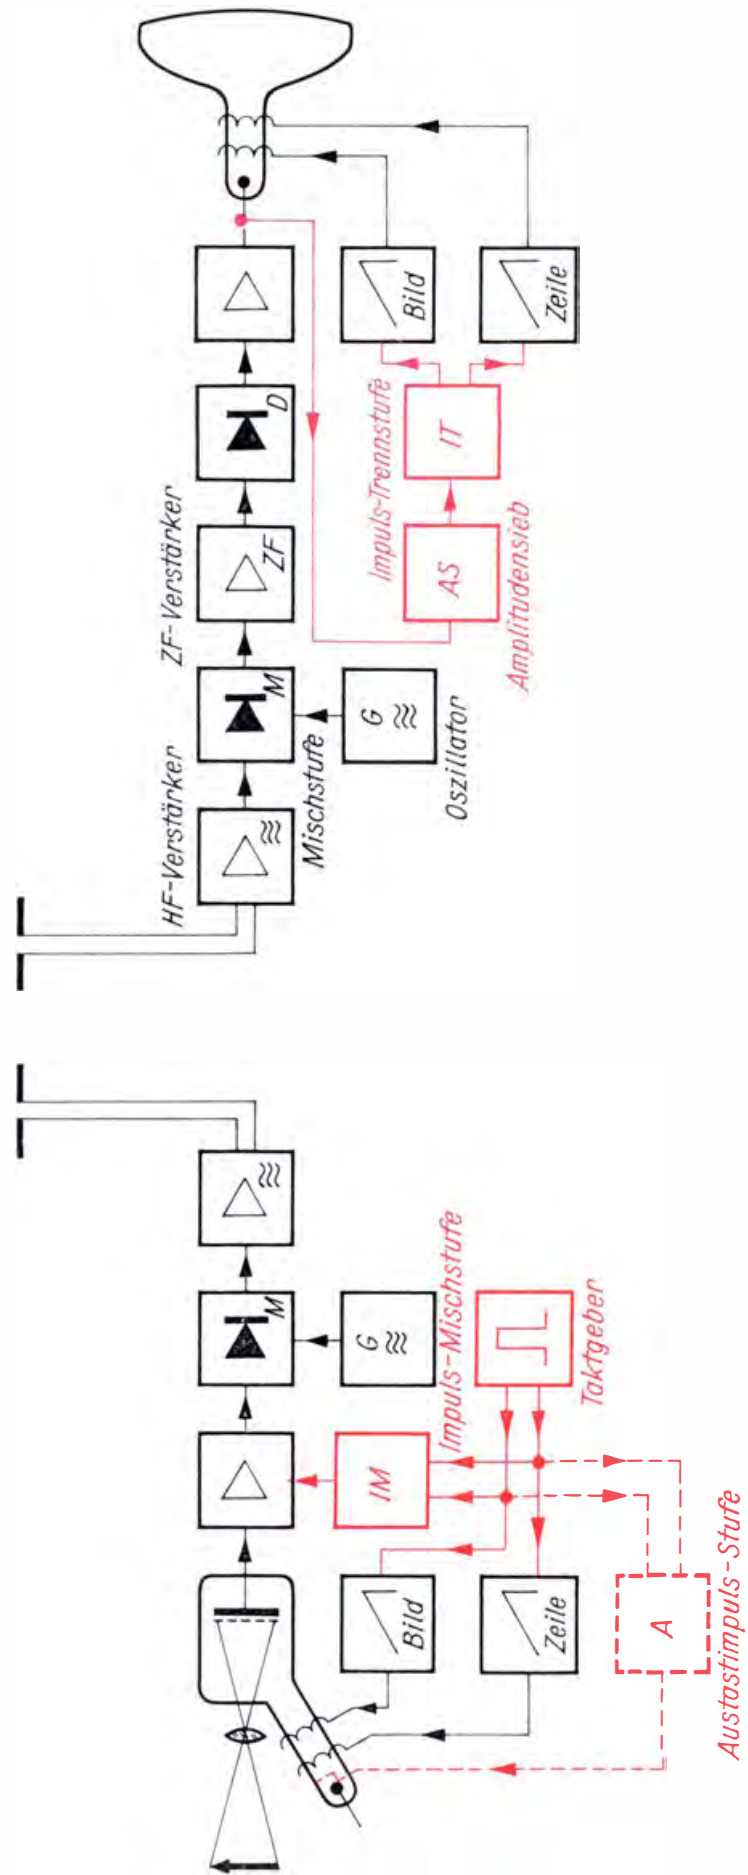 HF-Verstärker
ZF-Verstärker
M
ZF
D
Mischstufe
G
Oszillator
Impuls-Trennstufe
AS
IT
Amplitudensieb
Bild
Zeile
M
G
IM
Impuls-Mischstufe
Taktgeber
Bild
Zeile
A
Austastimpuls-Stufe